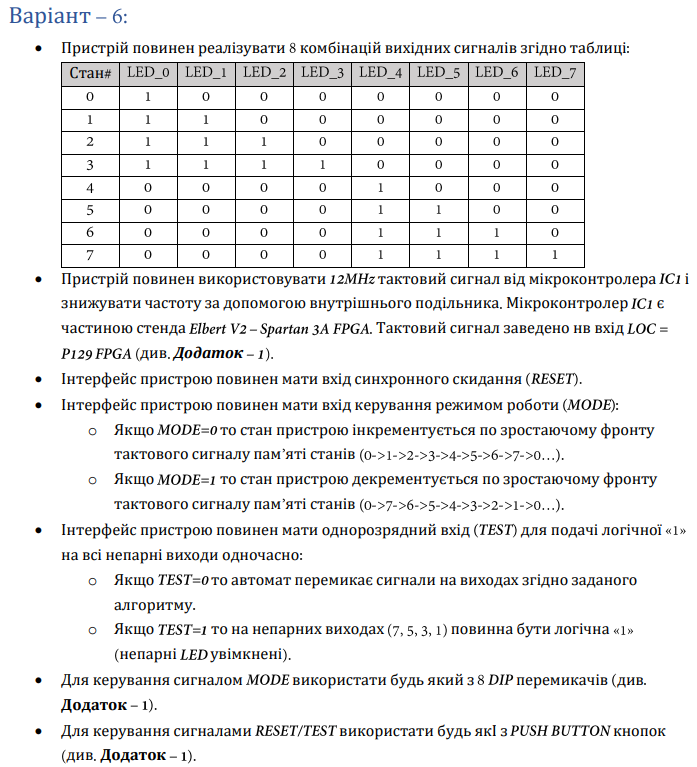 Варіант – 6:
• Пристрій повинен реалізувати 8 комбінацій вихідних сигналів згідно таблиці:
Стан# LED_0 LED_1 LED_2 LED_3 LED_4 LED_5 LED_6 LED_7
0 1 0 0 0 0 0 0 0
1 1 1 0 0 0 0 0 0
2 1 1 1 0 0 0 0 0
3 1 1 1 1 0 0 0 0
4 0 0 0 0 1 0 0 0
5 0 0 0 0 1 1 0 0
6 0 0 0 0 1 1 1 0
7 0 0 0 0 1 1 1 1
• Пристрій повинен використовувати 12MHz тактовий сигнал від мікроконтролера IC1 і
знижувати частоту за допомогою внутрішнього подільника. Мікроконтролер IC1 є
частиною стенда Elbert V2 – Spartan 3A FPGA. Тактовий сигнал заведено нв вхід LOC =
P129 FPGA (див. Додаток – 1).
• Інтерфейс пристрою повинен мати вхід синхронного скидання (RESET).
• Інтерфейс пристрою повинен мати вхід керування режимом роботи (MODE):
o Якщо MODE=0 то стан пристрою інкрементується по зростаючому фронту
тактового сигналу пам’яті станів (0->1->2->3->4->5->6->7->0…).
o Якщо MODE=1 то стан пристрою декрементується по зростаючому фронту
тактового сигналу пам’яті станів (0->7->6->5->4->3->2->1->0…).
• Інтерфейс пристрою повинен мати однорозрядний вхід (TEST) для подачі логічної «1»
на всі непарні виходи одночасно:
o Якщо TEST=0 то автомат перемикає сигнали на виходах згідно заданого
алгоритму.
o Якщо TEST=1 то на непарних виходах (7, 5, 3, 1) повинна бути логічна «1»
(непарні LED увімкнені).
• Для керування сигналом MODE використати будь який з 8 DIP перемикачів (див.
Додаток – 1).
• Для керування сигналами RESET/TEST використати будь якІ з PUSH BUTTON кнопок
(див. Додаток – 1).